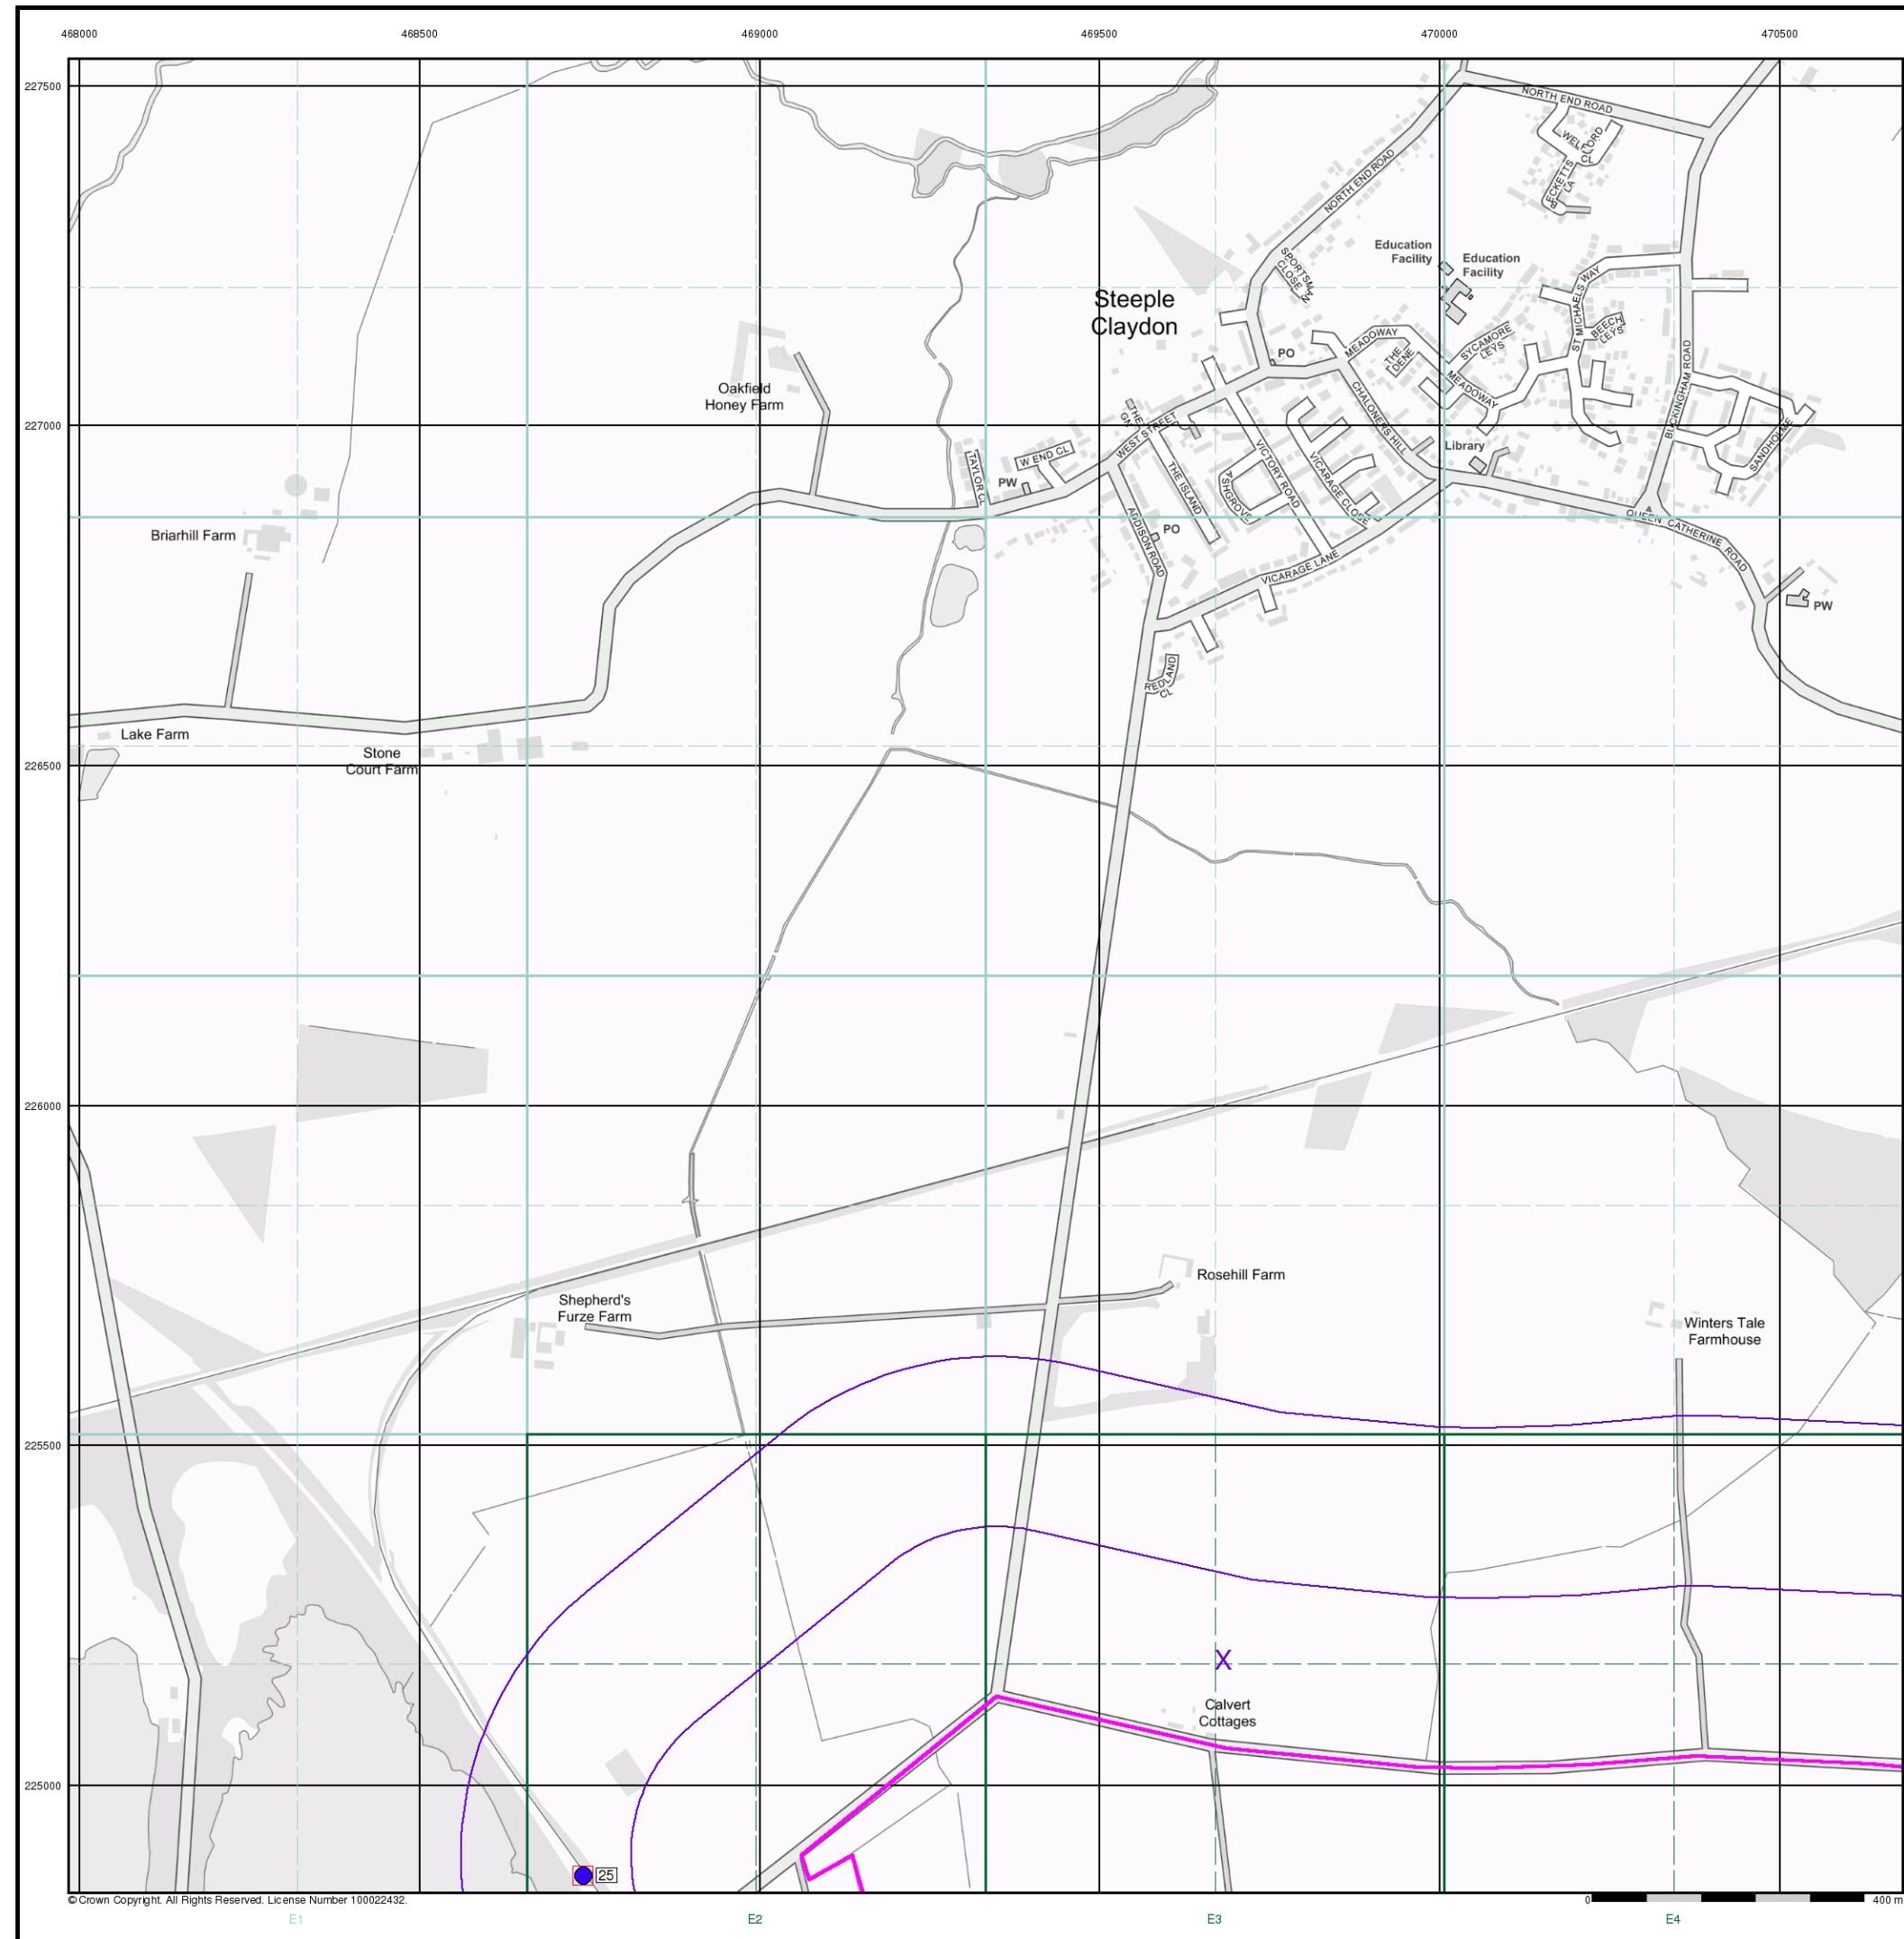 468000
468500
469000
469500
470000
470500
227500
227000
226500
226000
225500
225000
NORTH END ROAD
WELFORD
CL
BECKETTS
LA
NORTH END ROAD
Education
Facility
Education
Facility
SPORTSMAN
CLOSE
Steeple
Claydon
ST MICHAELS WAY
BEECH
LEYS
SYCAMORE
LEYS
MEADOWAY
THE
DENE
MEADOWAY
PO
BUCKINGHAM ROAD
CHALONERS HILL
Oakfield
Honey Farm
THE
GN
WEST STREET
Library
SANDHOLME
W END CL
TAYLOR CL
PW
THE ISLAND
VICTORY ROAD
VICARAGE CLOSE
ASHGROVE
ADDISON ROAD
PO
QUEEN CATHERINE ROAD
Briarhill Farm
VICARAGE LANE
PW
REDLAND
CL
Lake Farm
Stone
Court Farm
Rosehill Farm
Shepherd's
Furze Farm
Winters Tale
Farmhouse
X
Calvert
Cottages
25
© Crown Copyright. All Rights Reserved. License Number 100022432.
0
400 m
E1
E2
E3
E4